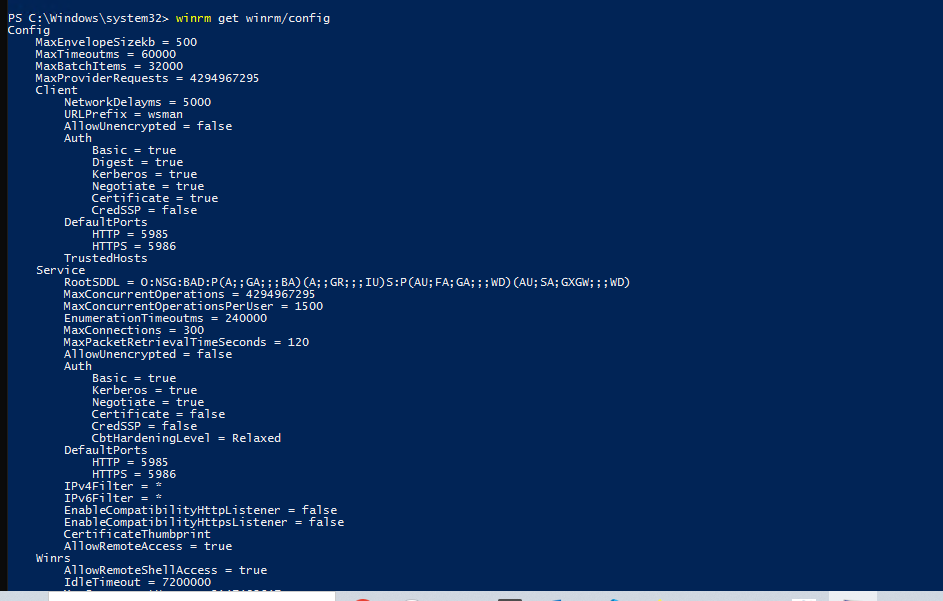 PS C:\Windows\system32> winrm get winrm/config
Config
    MaxEnvelopeSizekb = 500
    MaxTimeoutms = 60000
    MaxBatchItems = 32000
    MaxProviderRequests = 4294967295
    Client
        NetworkDelayms = 5000
        URLPrefix = wsman
        AllowUnencrypted = false
        Auth
            Basic = true
            Digest = true
            Kerberos = true
            Negotiate = true
            Certificate = true
            CredSSP = false
        DefaultPorts
            HTTP = 5985
            HTTPS = 5986
        TrustedHosts
    Service
        RootSDDL = O:NSG:BAD:P(A;;GA;;;BA)(A;;GR;;;IU)S:P(AU;FA;GA;;;WD)(AU;SA;GXGW;;;WD)
        MaxConcurrentOperations = 4294967295
        MaxConcurrentOperationsPerUser = 1500
        EnumerationTimeoutms = 240000
        MaxConnections = 300
        MaxPacketRetrievalTimeSeconds = 120
        AllowUnencrypted = false
        Auth
            Basic = true
            Kerberos = true
            Negotiate = true
            Certificate = false
            CredSSP = false
            CbtHardeningLevel = Relaxed
        DefaultPorts
            HTTP = 5985
            HTTPS = 5986
        IPv4Filter = *
        IPv6Filter = *
        EnableCompatibilityHttpListener = false
        EnableCompatibilityHttpsListener = false
        CertificateThumbprint
        AllowRemoteAccess = true
    Winrs
        AllowRemoteShellAccess = true
        IdleTimeout = 7200000